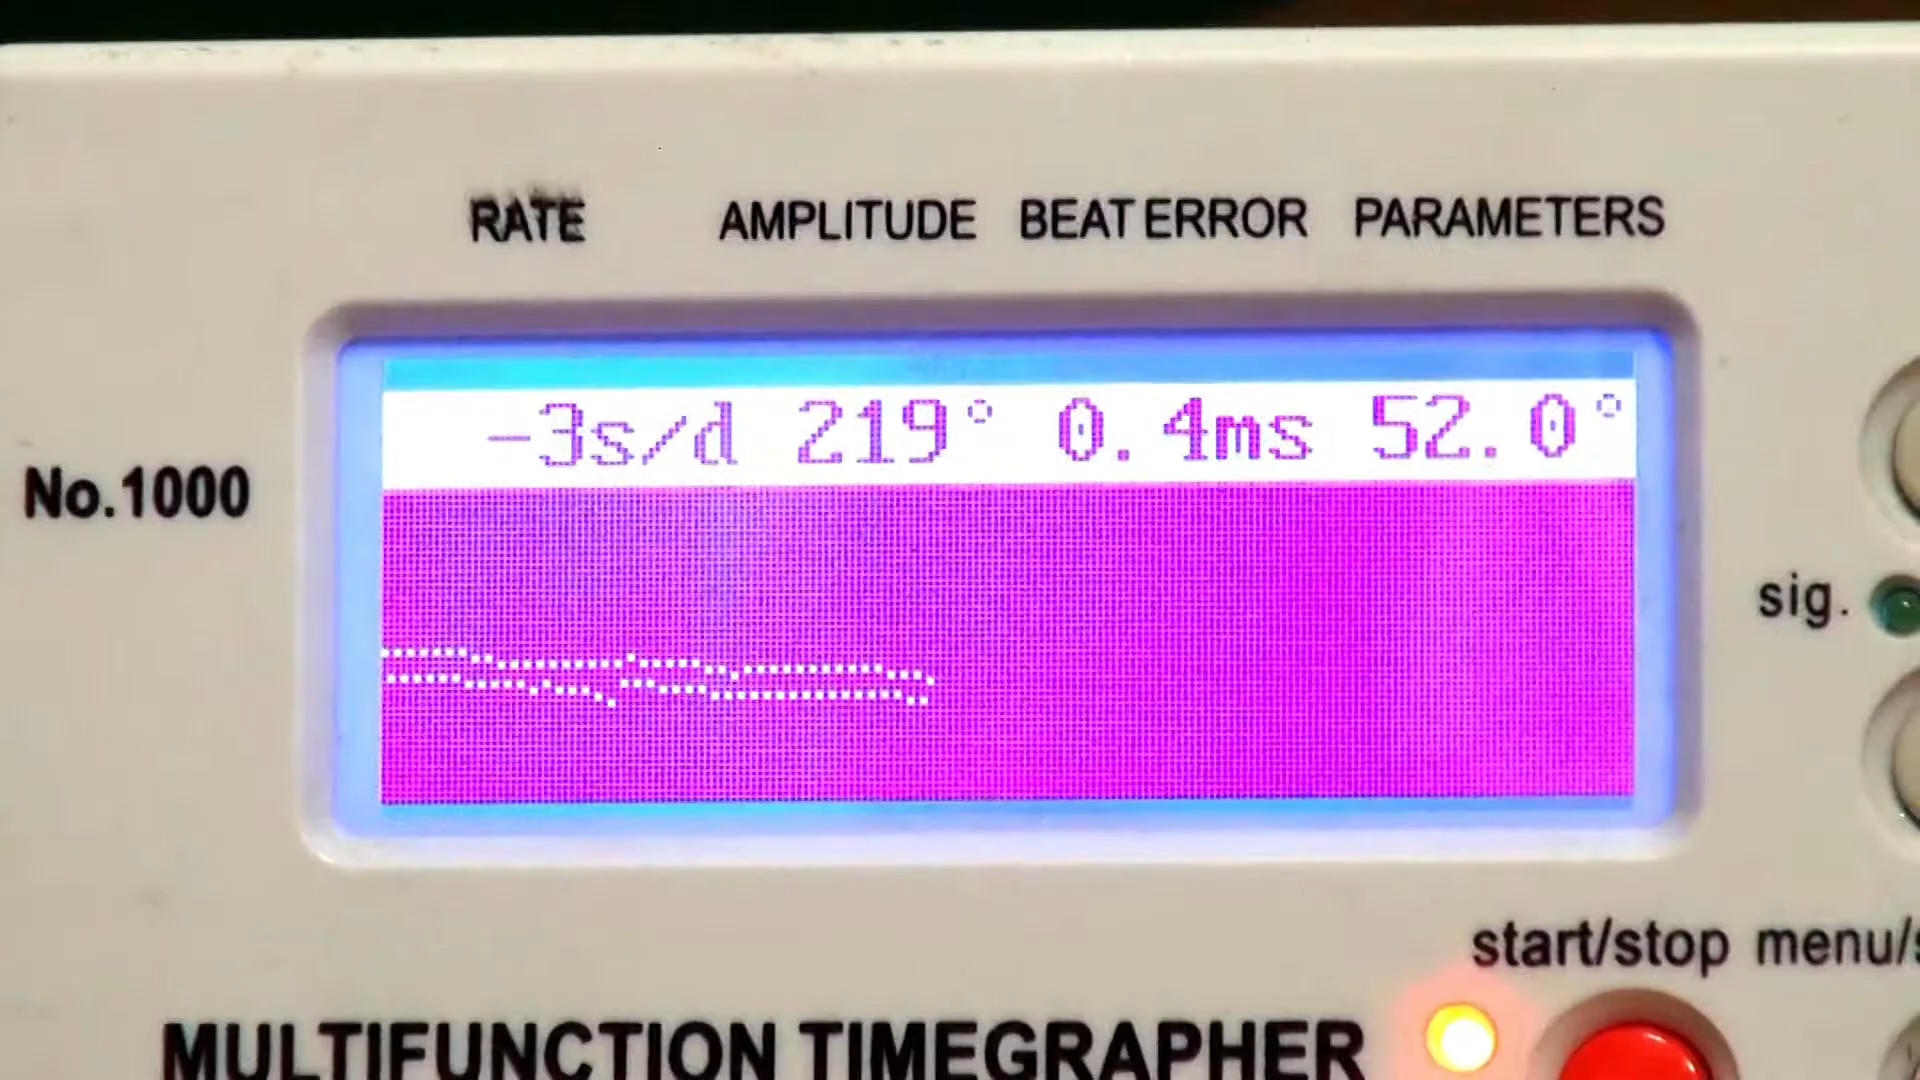 RATE AMPLITUDE BEAT ERROR PARAMETERS
-3s/d 219° 0.4ms 52.0°
No.1000
sig.
start/stop menu/s
MULTIFUNCTION TIMEGRAPHER